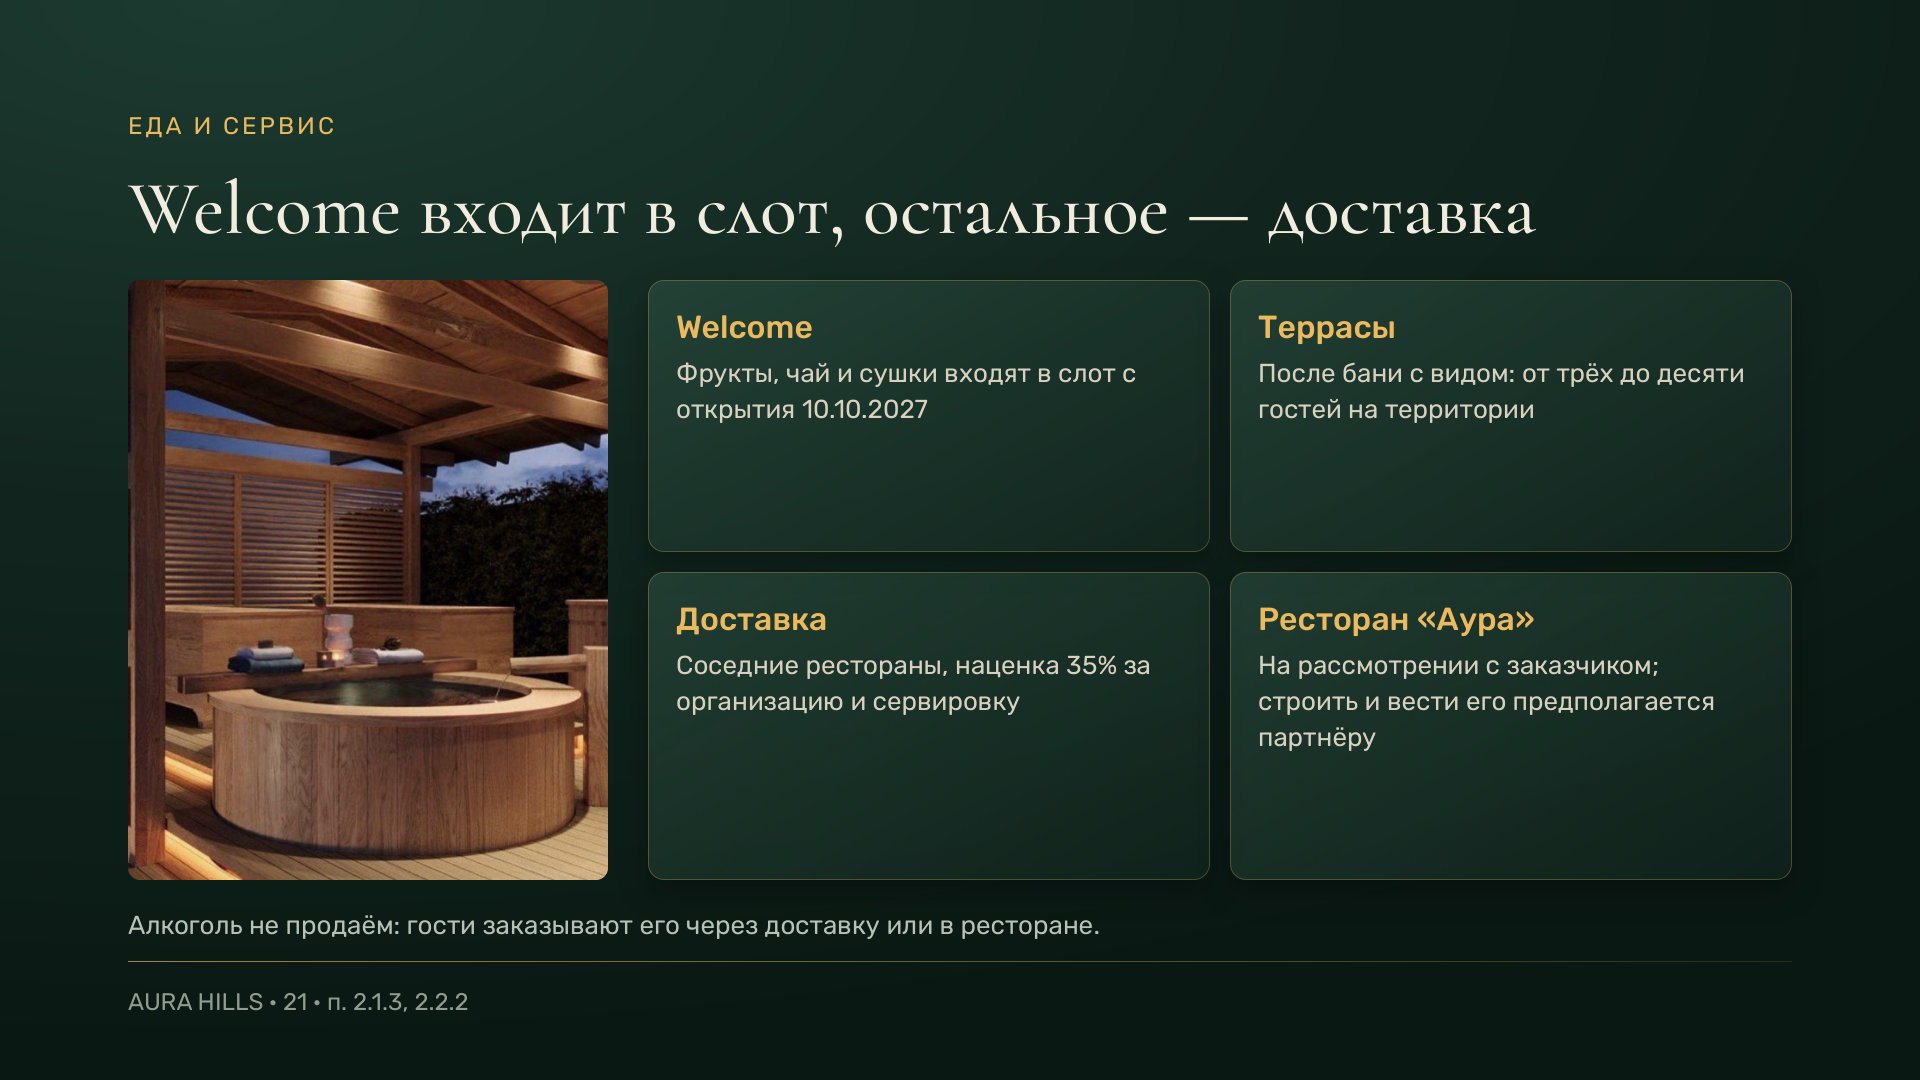 ЕДА И СЕРВИС
Welcome входит в слот, остальное — доставка
Welcome
Фрукты, чай и сушки входят в слот с
открытия 10.10.2027
Террасы
После бани с видом: от трёх до десяти
гостей на территории
Доставка
Соседние рестораны, наценка 35% за
организацию и сервировку
Ресторан «Аура»
На рассмотрении с заказчиком;
строить и вести его предполагается
партнёру
Алкоголь не продаём: гости заказывают его через доставку или в ресторане.
AURA HILLS • 21 • п. 2.1.3, 2.2.2